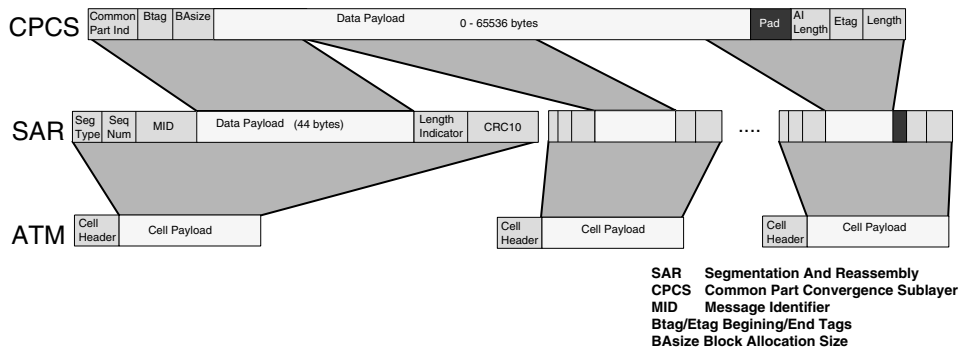 CPCS
Common Part Ind
Btag
BAsize
Data Payload 0 - 65536 bytes
Pad
Al Length
Etag
Length
SAR
Seg Type
Seq Num
MID
Data Payload (44 bytes)
Length Indicator
CRC10
....
ATM
Cell Header
Cell Payload
Cell Header
Cell Payload
Cell Header
Cell Payload
SAR Segmentation And Reassembly
CPCS Common Part Convergence Sublayer
MID Message Identifier
Btag/Etag Begining/End Tags
BAsize Block Allocation Size